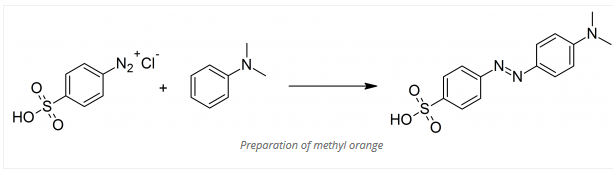 N₂⁺Cl⁻
N
O
S
HO
O
+
N
N
N
O
S
HO
O
N
Preparation of methyl orange